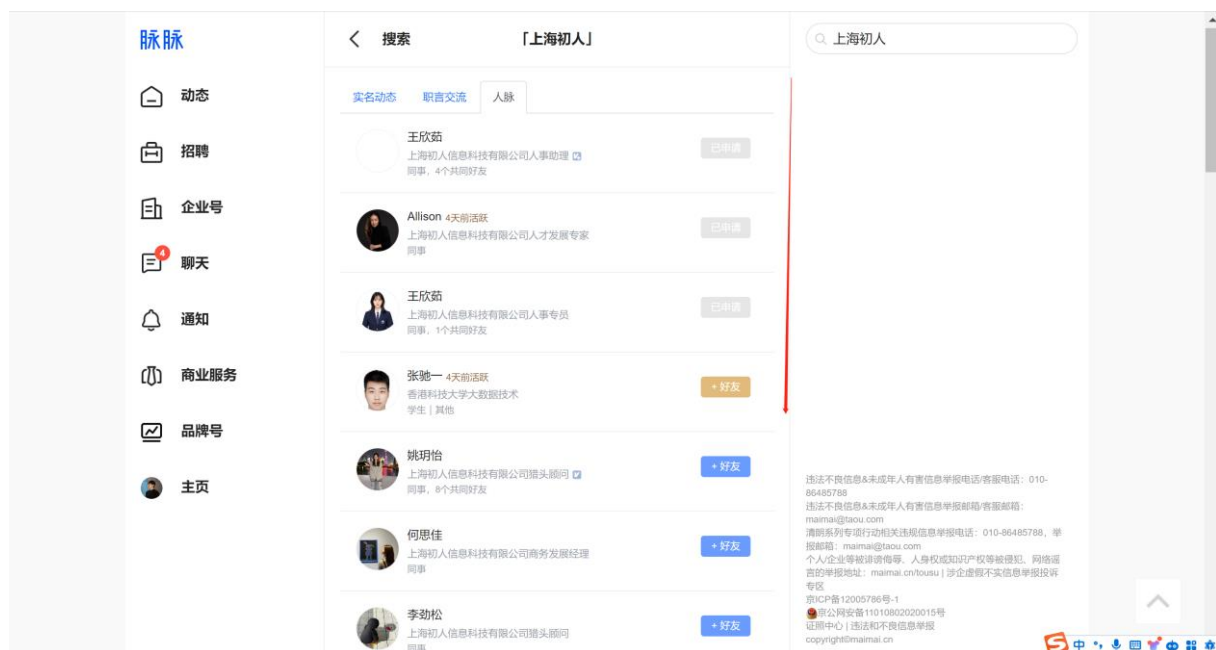 脉脉
动态
招聘
企业号
4
聊天
通知
商业服务
品牌号
主页
搜索
「上海初人」
实名动态
职言交流
人脉
王欣茹
上海初人信息科技有限公司人事助理
同事，4个共同好友
已申请
Allison 4天前活跃
上海初人信息科技有限公司人才发展专家
同事
已申请
王欣茹
上海初人信息科技有限公司人事专员
同事，1个共同好友
已申请
张驰一 4天前活跃
香港科技大学大数据技术
学生 | 其他
+ 好友
姚玥怡
上海初人信息科技有限公司猎头顾问
同事，8个共同好友
+ 好友
何思佳
上海初人信息科技有限公司商务发展经理
同事
+ 好友
李劲松
上海初人信息科技有限公司猎头顾问
同事
+ 好友
上海初人
违法不良信息&未成年人有害信息举报电话/客服电话：010-
86485788
违法不良信息&未成年人有害信息举报邮箱/客服邮箱：
maimai@taou.com
清朗系列专项行动相关违规信息举报电话：010-86485788，举
报邮箱：maimai@taou.com
个人/企业等被诽谤侮辱、人身权或知识产权等被侵犯、网络谣
言的举报地址：maimai.cn/tousu | 涉企虚假不实信息举报投诉
专区
京ICP备12005786号-1
京公网安备11010802020015号
证照中心 | 违法和不良信息举报
copyright©maimai.cn
中